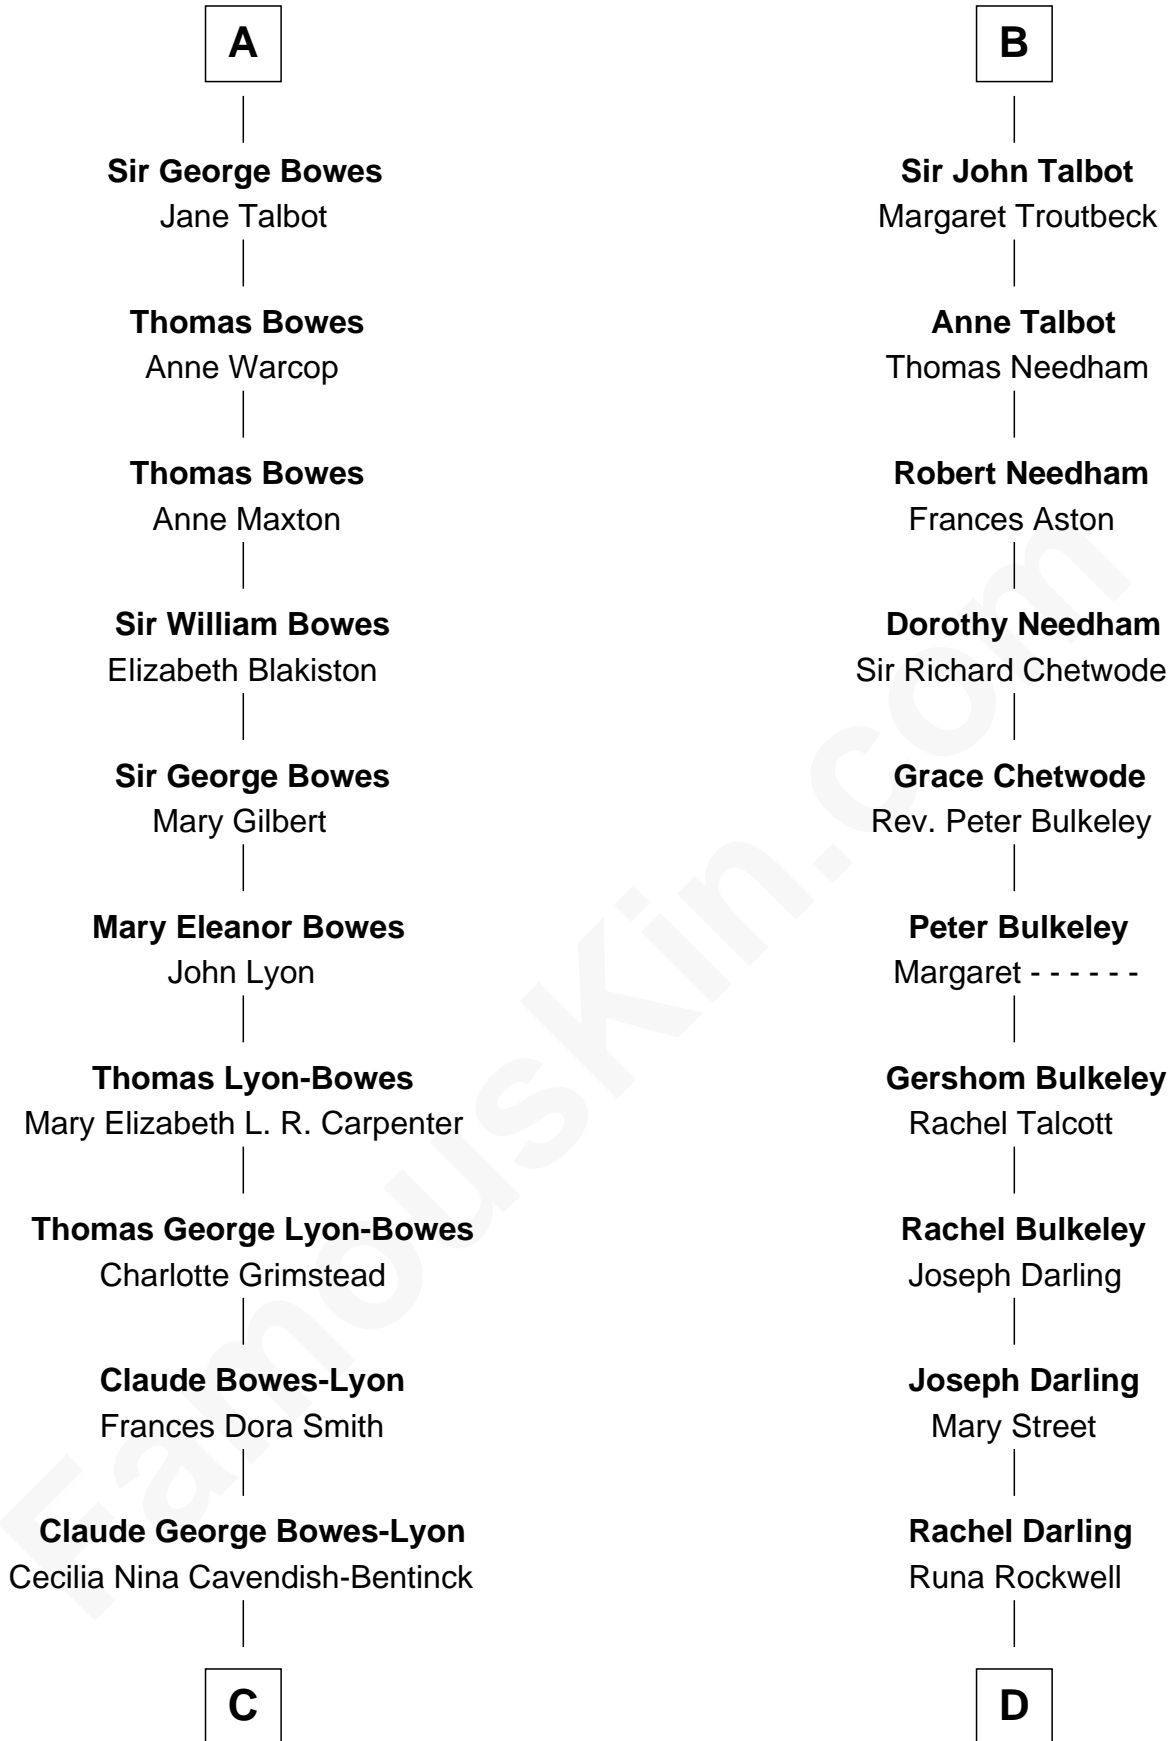 A
Sir George Bowes
Jane Talbot
Thomas Bowes
Anne Warcop
Thomas Bowes
Anne Maxton
Sir William Bowes
Elizabeth Blakiston
Sir George Bowes
Mary Gilbert
Mary Eleanor Bowes
John Lyon
Thomas Lyon-Bowes
Mary Elizabeth L. R. Carpenter
Thomas George Lyon-Bowes
Charlotte Grimstead
Claude Bowes-Lyon
Frances Dora Smith
Claude George Bowes-Lyon
Cecilia Nina Cavendish-Bentinck
C
B
Sir John Talbot
Margaret Troutbeck
Anne Talbot
Thomas Needham
Robert Needham
Frances Aston
Dorothy Needham
Sir Richard Chetwode
Grace Chetwode
Rev. Peter Bulkeley
Peter Bulkeley
Margaret - - - - - -
Gershom Bulkeley
Rachel Talcott
Rachel Bulkeley
Joseph Darling
Joseph Darling
Mary Street
Rachel Darling
Runa Rockwell
D
FamousKin.com